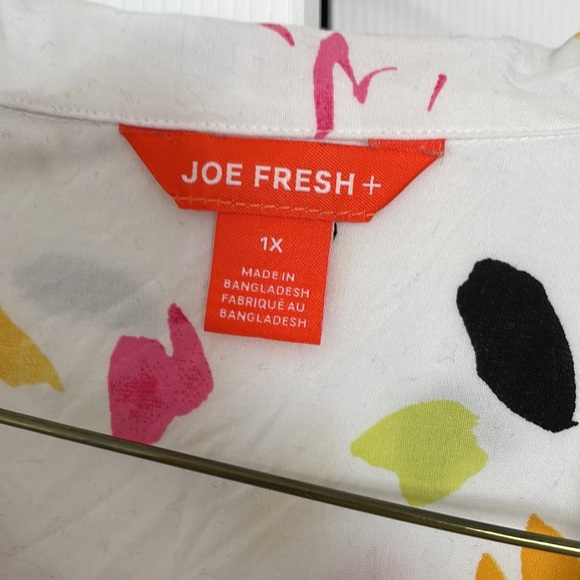 JOE FRESH+
1X
MADE IN
BANGLADESH
FABRIQUÉ AU
BANGLADESH